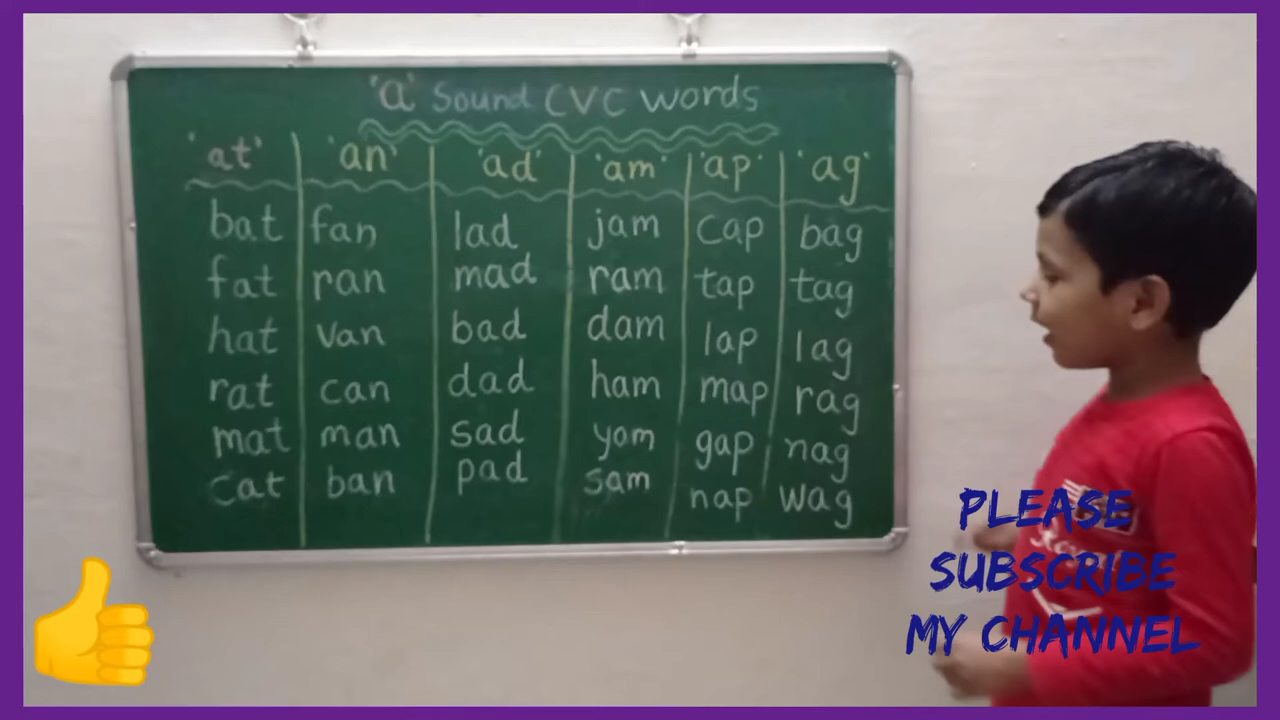 'a' Sound CVC words
'at' 'an' 'ad' 'am' 'ap' 'ag'
bat fan lad jam cap bag
fat ran mad ram tap tag
hat van bad dam lap lag
rat can dad ham map rag
mat man sad yam gap nag
cat ban pad sam nap wag
PLEASE
SUBSCRIBE
MY CHANNEL